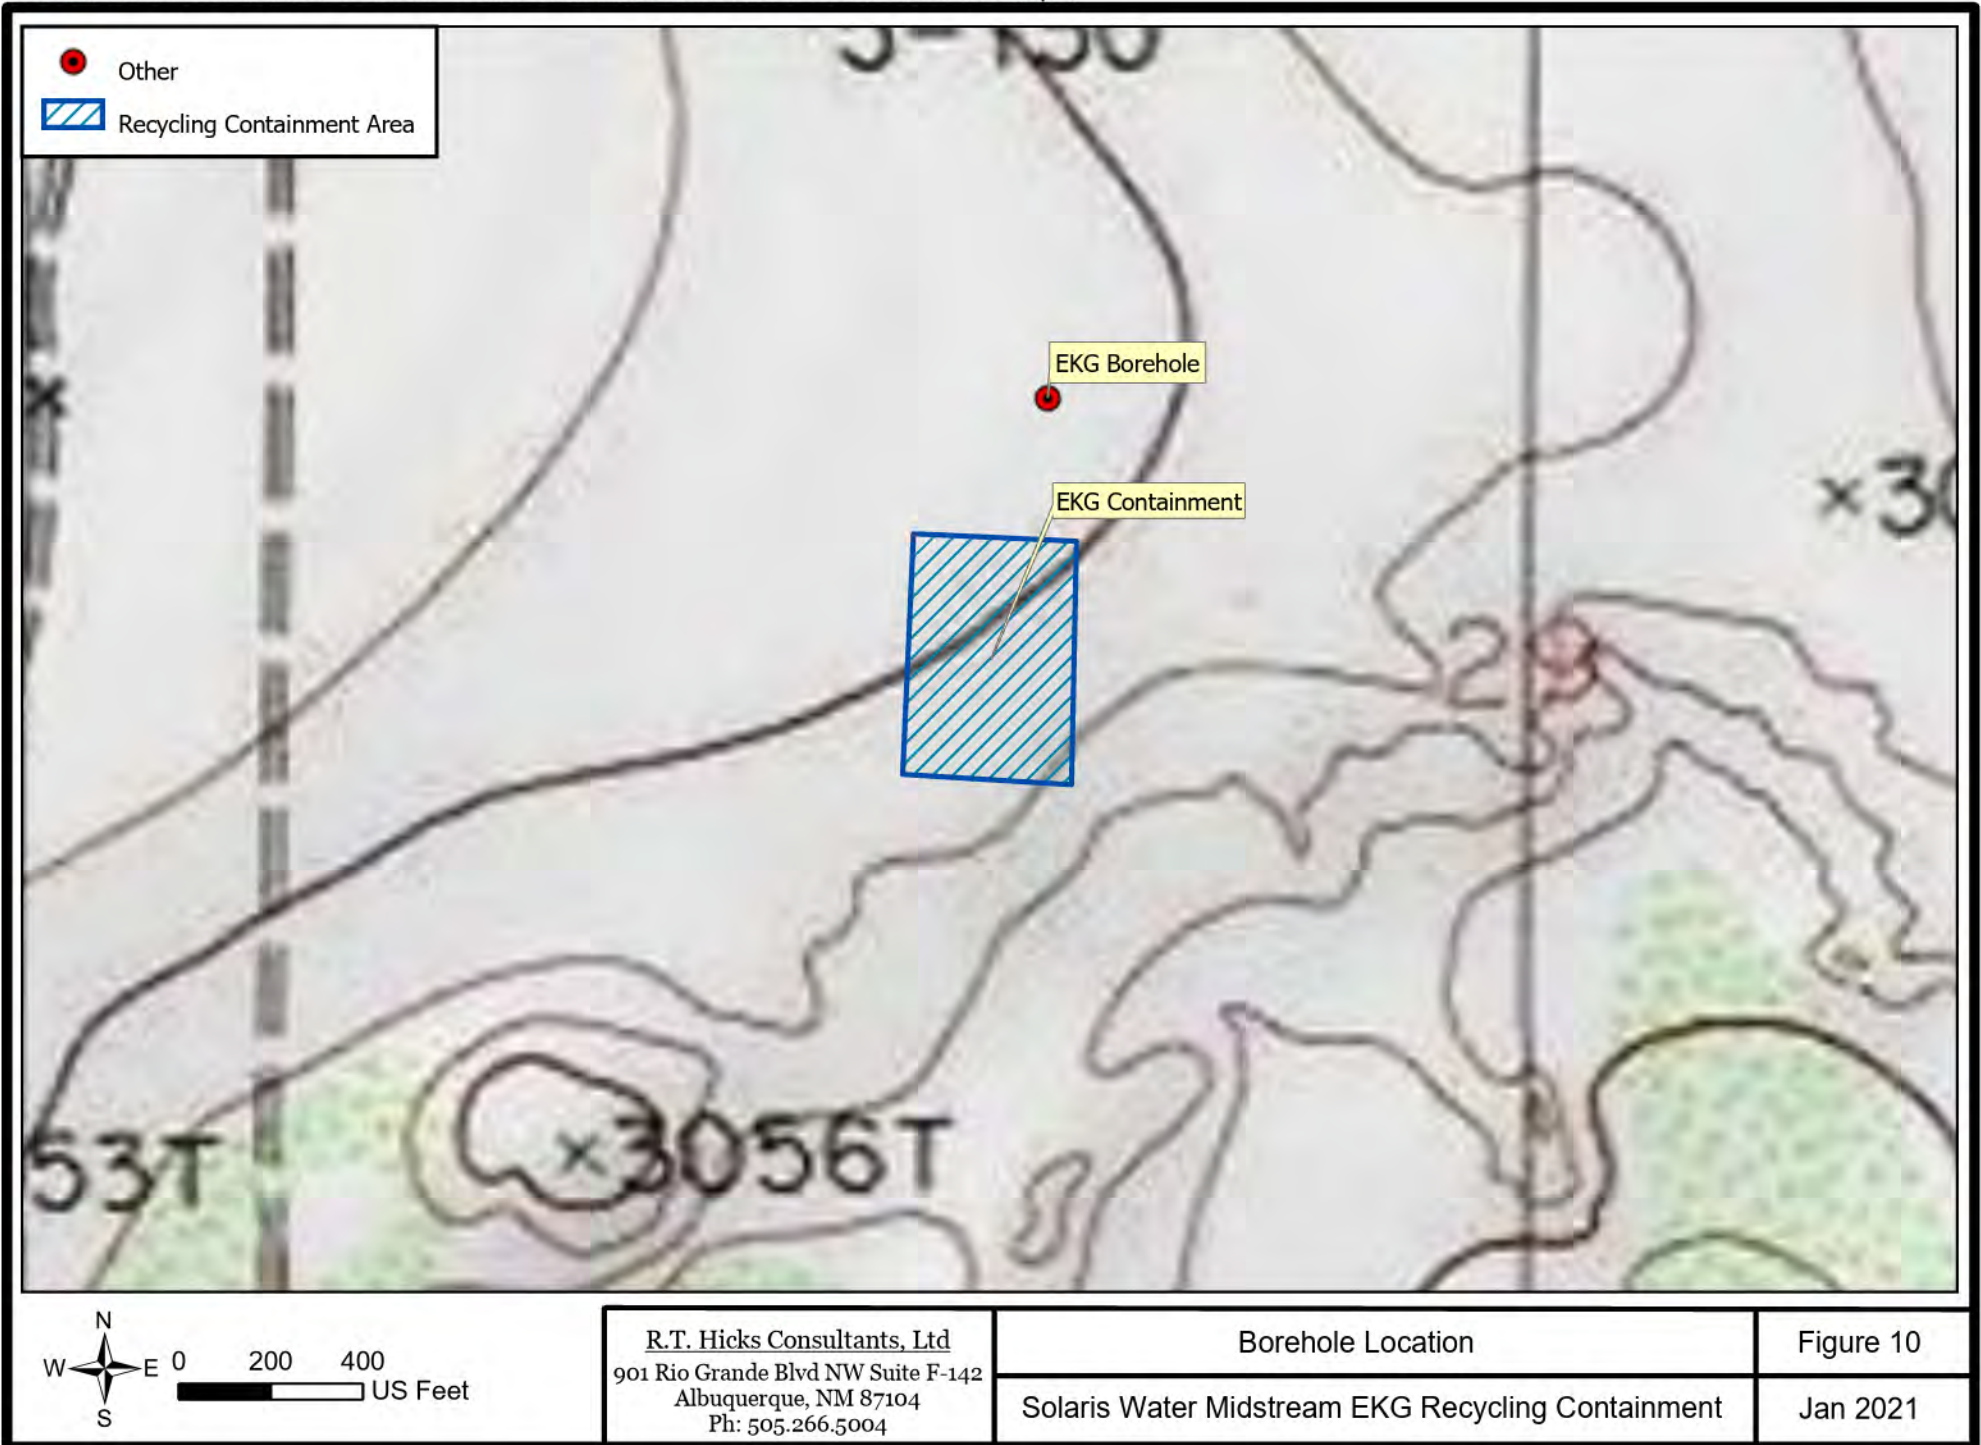 Other
Recycling Containment Area
EKG Borehole
EKG Containment
×30
29
53T
×3056T
N
W
E
S
0 200 400
US Feet
R.T. Hicks Consultants, Ltd
901 Rio Grande Blvd NW Suite F-142
Albuquerque, NM 87104
Ph: 505.266.5004
Borehole Location
Figure 10
Solaris Water Midstream EKG Recycling Containment
Jan 2021